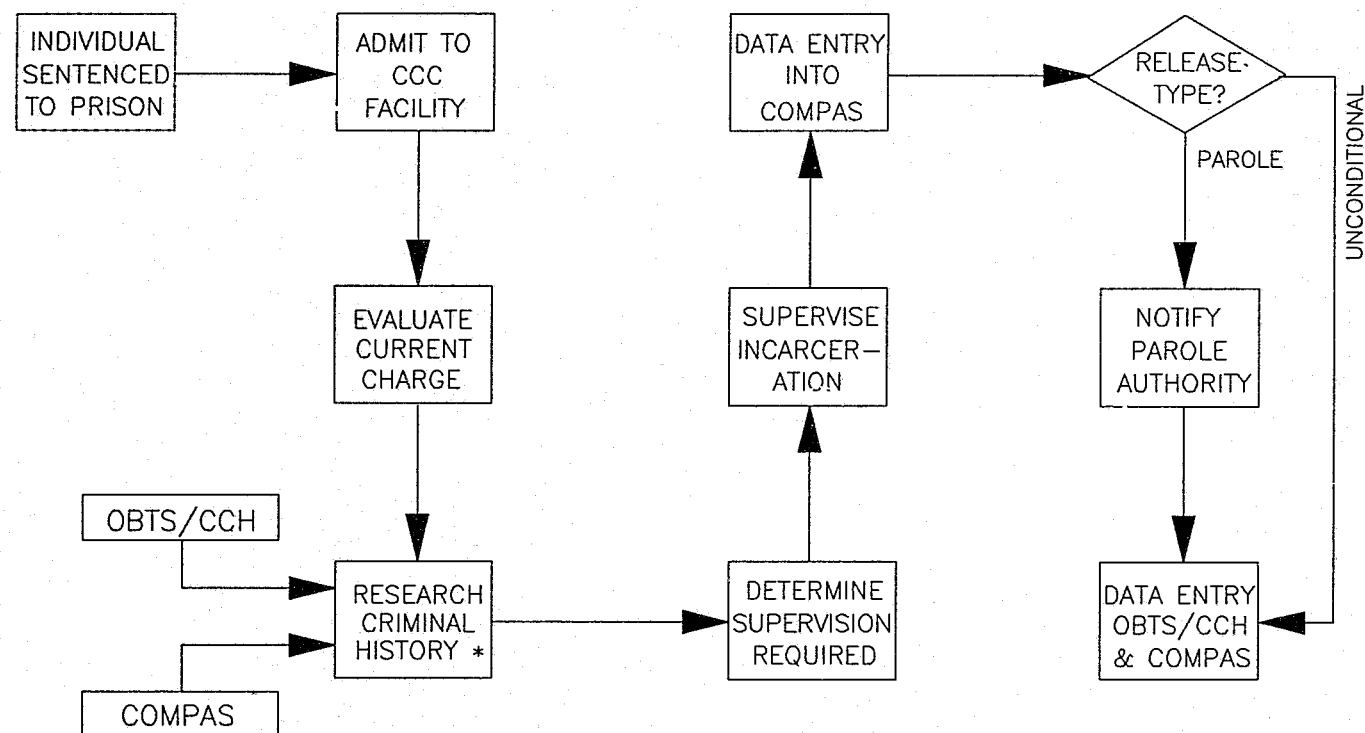 INDIVIDUAL
SENTENCED
TO PRISON
ADMIT TO
CCC
FACILITY
EVALUATE
CURRENT
CHARGE
OBTS/CCH
COMPAS
RESEARCH
CRIMINAL
HISTORY *
DETERMINE
SUPERVISION
REQUIRED
SUPERVISE
INCARCER—
ATION
DATA ENTRY
INTO
COMPAS
RELEASE-
TYPE?
PAROLE
UNCONDITIONAL
NOTIFY
PAROLE
AUTHORITY
DATA ENTRY
OBTS/CCH
& COMPAS